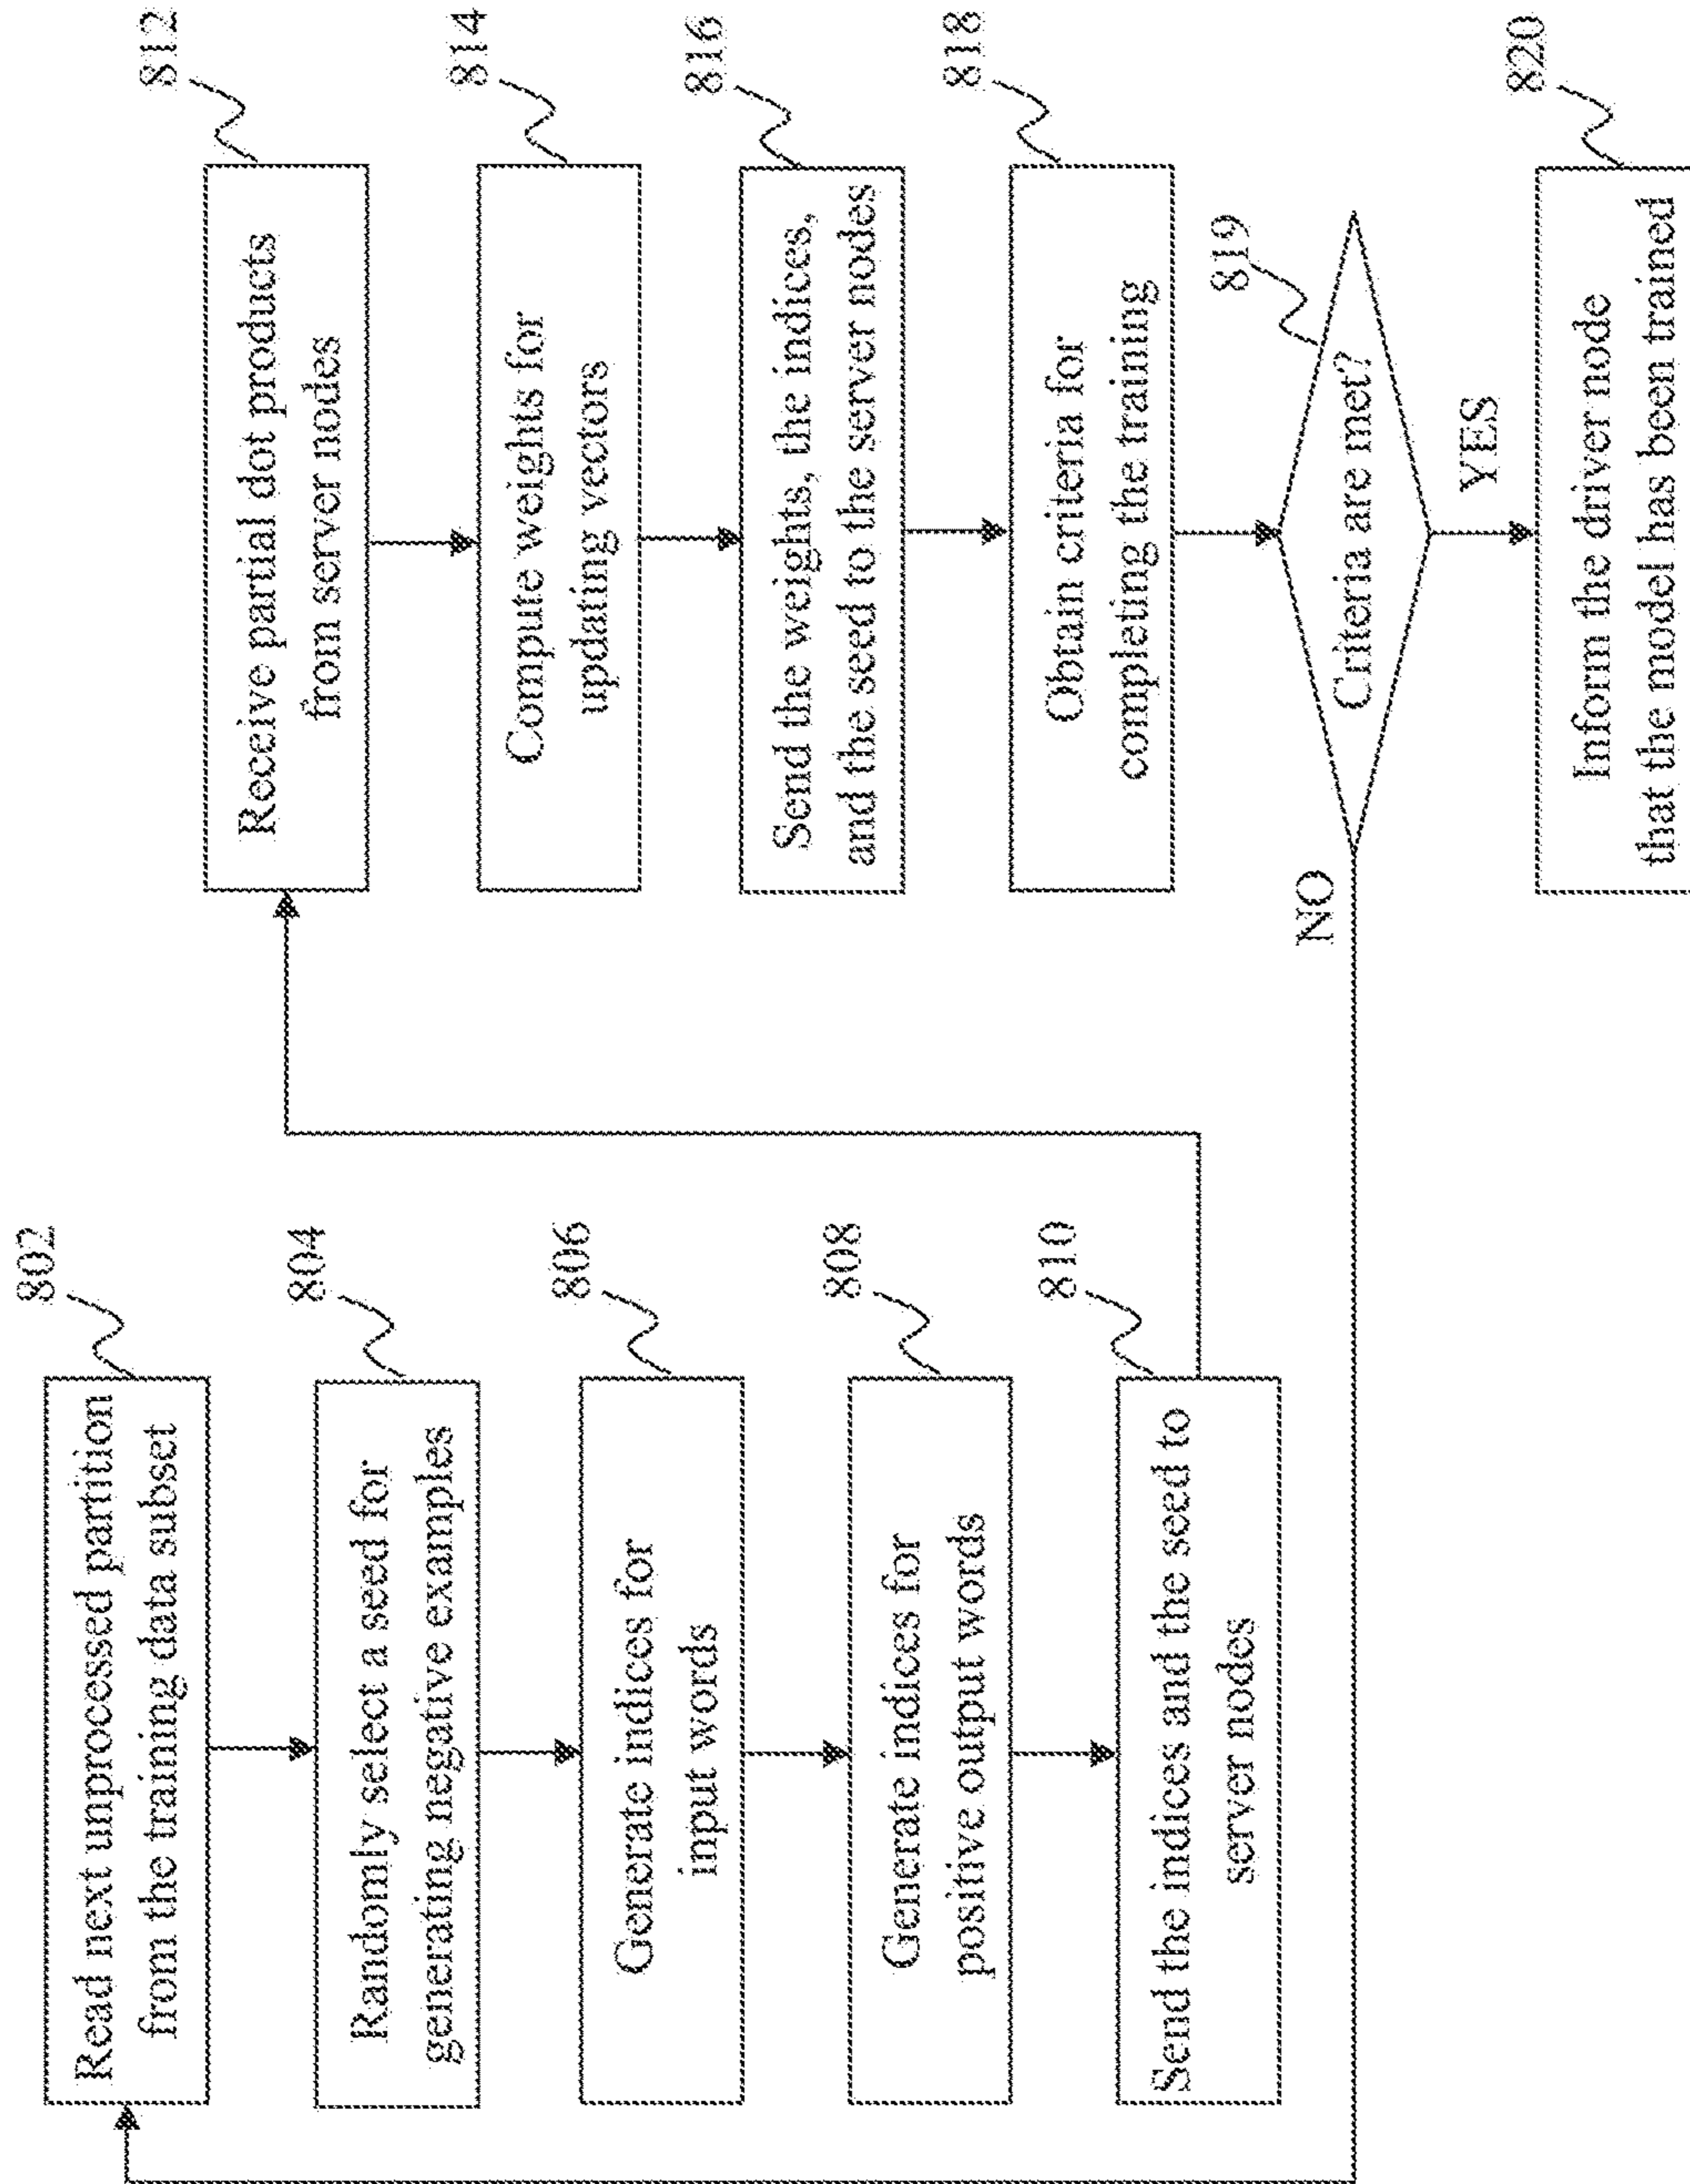 802
Read next unprocessed partition
from the training data subset
804
Randomly select a seed for
generating negative examples
806
Generate indices for
input words
808
Generate indices for
positive output words
810
Send the indices and the seed to
server nodes
812
Receive partial dot products
from server nodes
814
Compute weights for
updating vectors
816
Send the weights, the indices,
and the seed to the server nodes
818
Obtain criteria for
completing the training
819
Criteria are met?
NO
YES
820
Inform the driver node
that the model has been trained